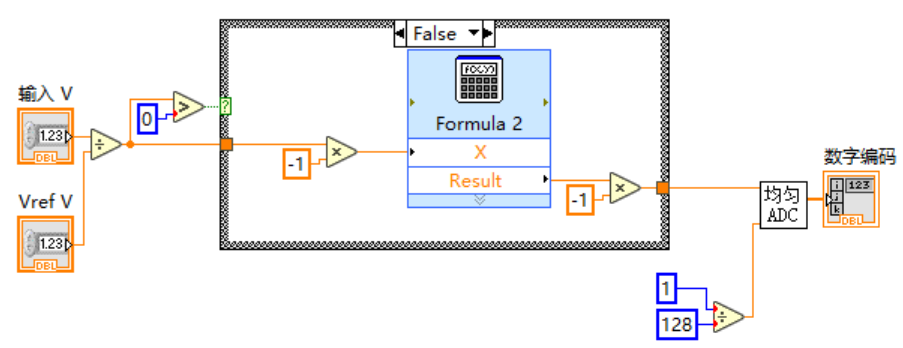 False
输入 V
1.23
DBL
0
>
?
÷
Vref V
1.23
DBL
-1
×
f(x,y)
Formula 2
X
Result
-1
×
均匀
ADC
数字编码
i
j
k
123
DBL
1
128
÷